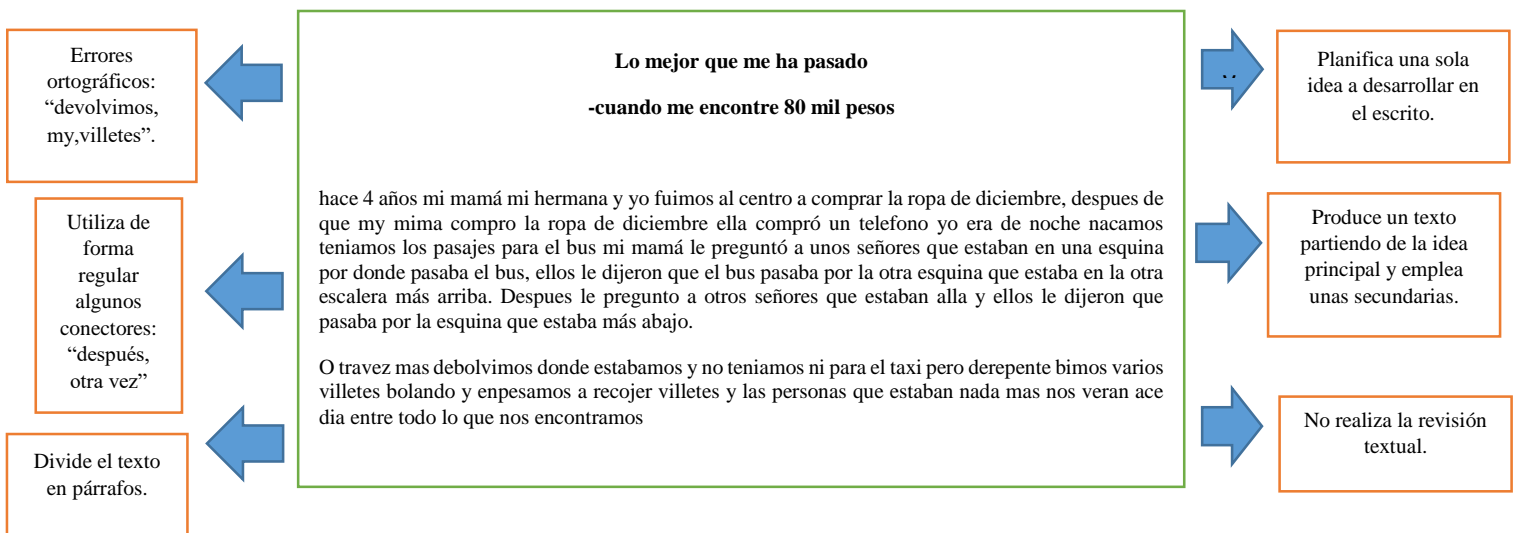 Errores
ortográficos:
“devolvimos,
my,villetes”.
Utiliza de
forma
regular
algunos
conectores:
“después,
otra vez”
Divide el texto
en párrafos.
Lo mejor que me ha pasado
-cuando me encontre 80 mil pesos
hace 4 años mi mamá mi hermana y yo fuimos al centro a comprar la ropa de diciembre, despues de
que my mima compro la ropa de diciembre ella compró un telefono yo era de noche nacamos
teniamos los pasajes para el bus mi mamá le preguntó a unos señores que estaban en una esquina
por donde pasaba el bus, ellos le dijeron que el bus pasaba por la otra esquina que estaba en la otra
escalera más arriba. Despues le pregunto a otros señores que estaban alla y ellos le dijeron que
pasaba por la esquina que estaba más abajo.
O travez mas debolvimos donde estabamos y no teniamos ni para el taxi pero derepente bimos varios
villetes bolando y enpesamos a recojer villetes y las personas que estaban nada mas nos veran ace
dia entre todo lo que nos encontramos
Planifica una sola
idea a desarrollar en
el escrito.
Produce un texto
partiendo de la idea
principal y emplea
unas secundarias.
No realiza la revisión
textual.